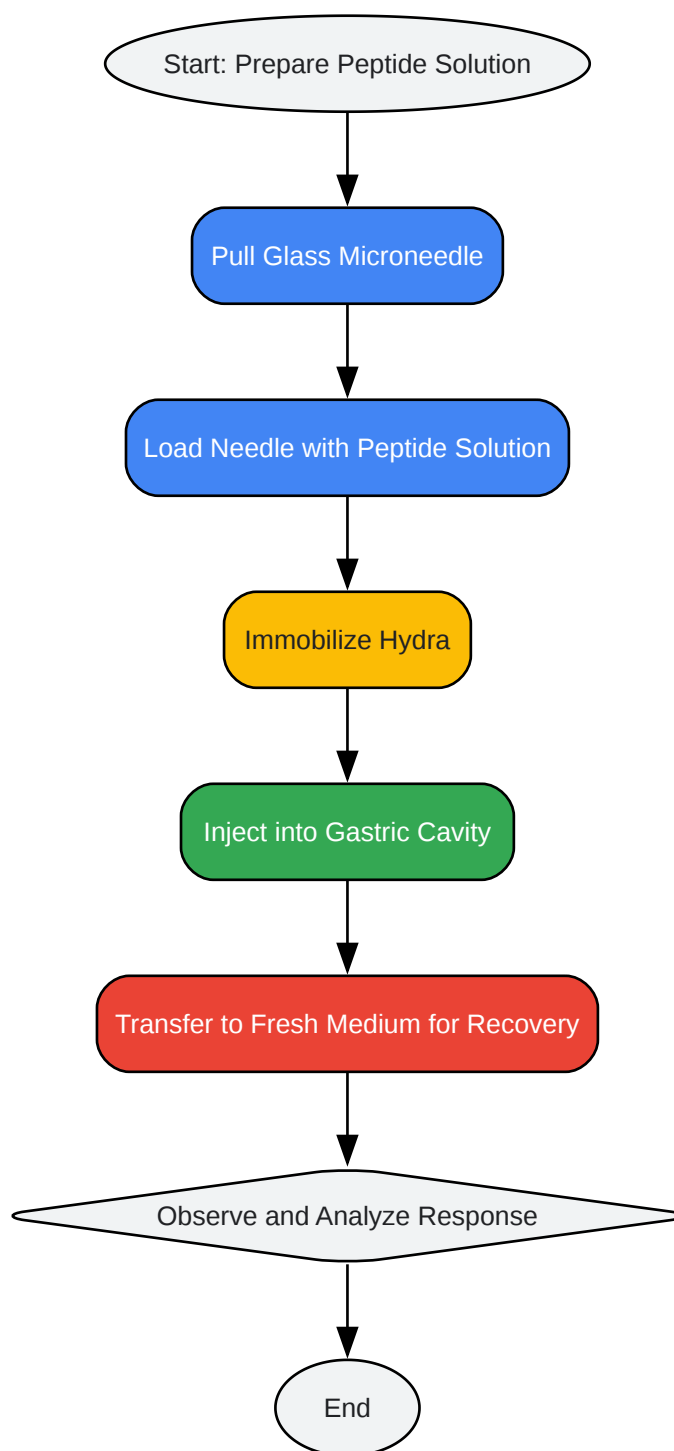 Start: Prepare Peptide Solution
Pull Glass Microneedle
Load Needle with Peptide Solution
Immobilize Hydra
Inject into Gastric Cavity
Transfer to Fresh Medium for Recovery
Observe and Analyze Response
End